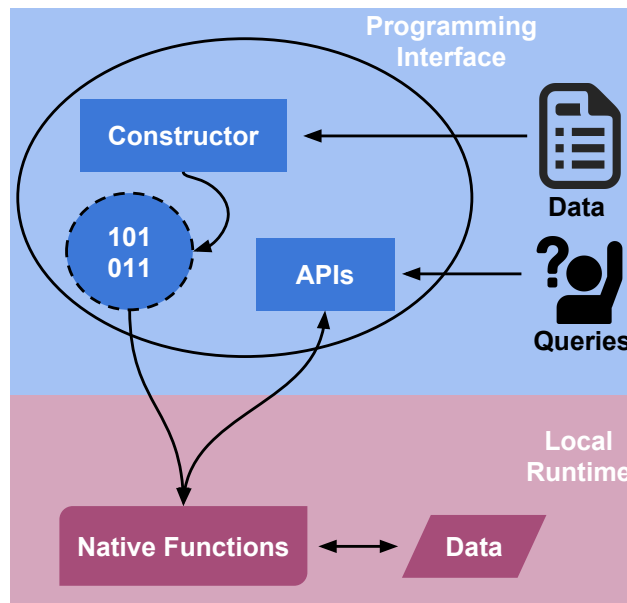 Programming
Interface
Constructor
Data
101
011
APIs
Queries
Local
Runtime
Native Functions
Data